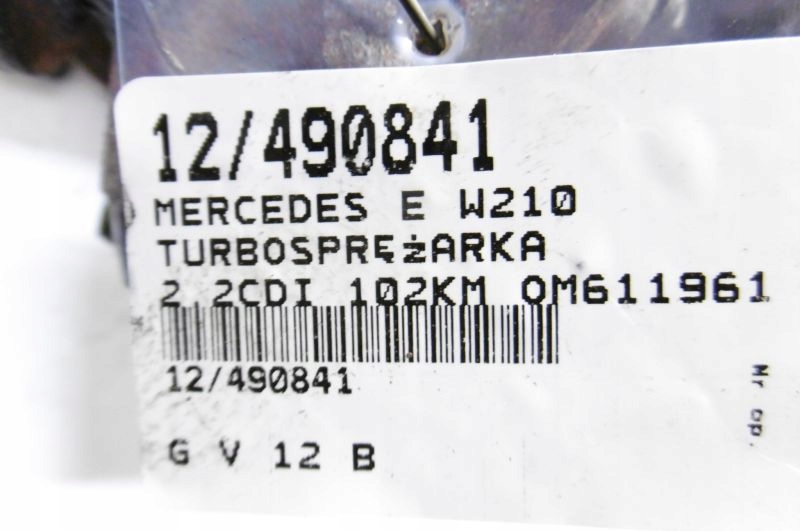 12/490841
MERCEDES E W210
TURBOSPRĘżARKA
2.2CDI 102KM OM611961
12/490841
G V 12 B
Nr op.